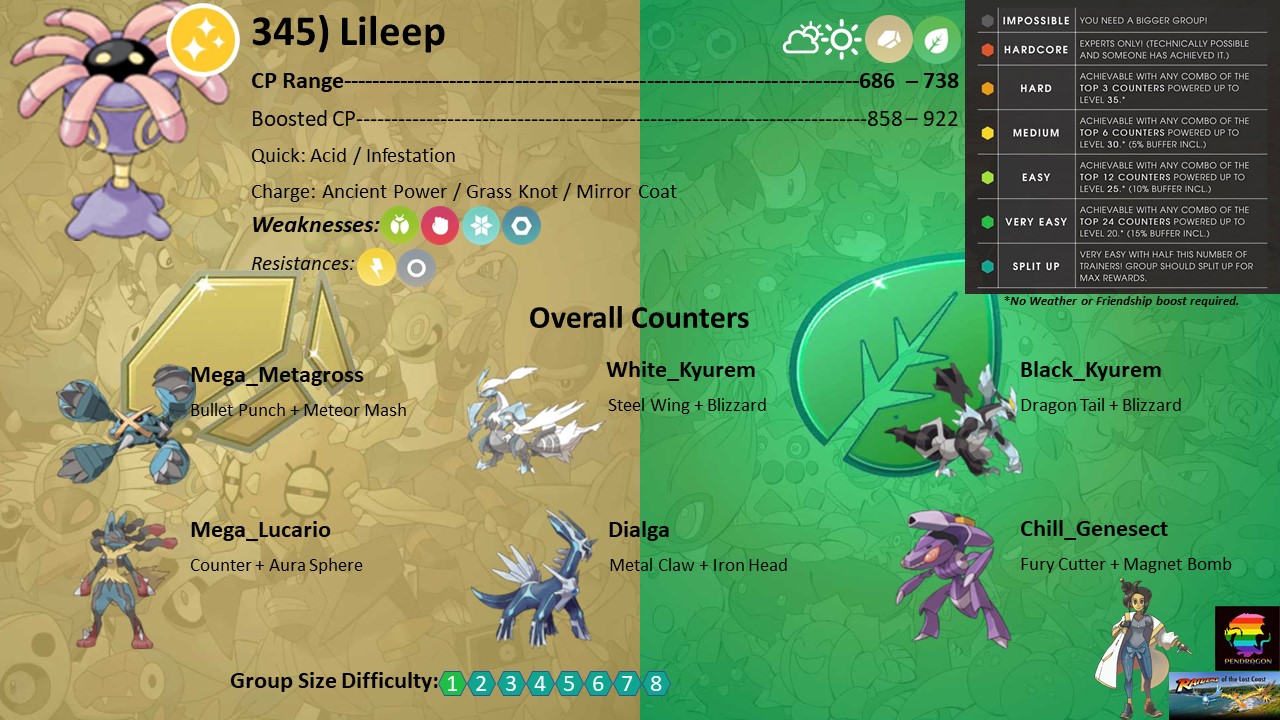 345) Lileep
CP Range------------------------------------------------------------------------686 – 738
Boosted CP------------------------------------------------------------------------858 – 922
Quick: Acid / Infestation
Charge: Ancient Power / Grass Knot / Mirror Coat
Weaknesses:
Resistances:
IMPOSSIBLE YOU NEED A BIGGER GROUP!
HARDCORE EXPERTS ONLY! (TECHNICALLY POSSIBLE
AND SOMEONE HAS ACHIEVED IT.)
HARD ACHIEVABLE WITH ANY COMBO OF THE
TOP 3 COUNTERS POWERED UP TO
LEVEL 35.*
MEDIUM ACHIEVABLE WITH ANY COMBO OF THE
TOP 6 COUNTERS POWERED UP TO
LEVEL 30.* (5% BUFFER INCL.)
EASY ACHIEVABLE WITH ANY COMBO OF THE
TOP 12 COUNTERS POWERED UP TO
LEVEL 25.* (10% BUFFER INCL.)
VERY EASY ACHIEVABLE WITH ANY COMBO OF THE
TOP 24 COUNTERS POWERED UP TO
LEVEL 20.* (15% BUFFER INCL.)
SPLIT UP VERY EASY WITH HALF THIS NUMBER OF
TRAINERS! GROUP SHOULD SPLIT UP FOR
MAX REWARDS.
*No Weather or Friendship boost required.
Overall Counters
Mega_Metagross
Bullet Punch + Meteor Mash
White_Kyurem
Steel Wing + Blizzard
Black_Kyurem
Dragon Tail + Blizzard
Mega_Lucario
Counter + Aura Sphere
Dialga
Metal Claw + Iron Head
Chill_Genesect
Fury Cutter + Magnet Bomb
Group Size Difficulty: 1 2 3 4 5 6 7 8
PENDRAGON
RAIDERS of the Lost Coast